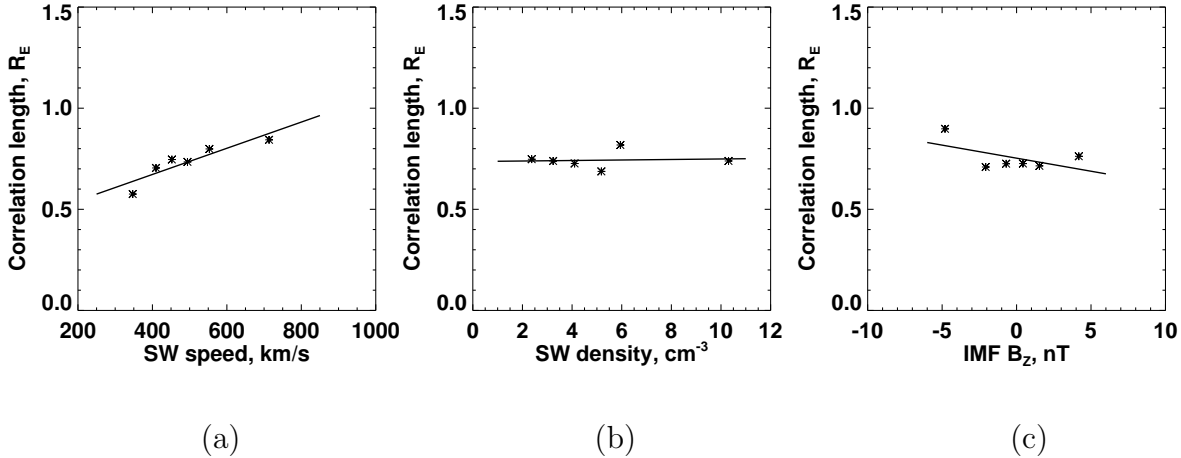 1.5
1.0
0.5
0.0
Correlation length, R_E
200 400 600 800 1000
SW speed, km/s
(a)
1.5
1.0
0.5
0.0
Correlation length, R_E
0 2 4 6 8 10 12
SW density, cm⁻³
(b)
1.5
1.0
0.5
0.0
Correlation length, R_E
-10 -5 0 5 10
IMF B_Z, nT
(c)